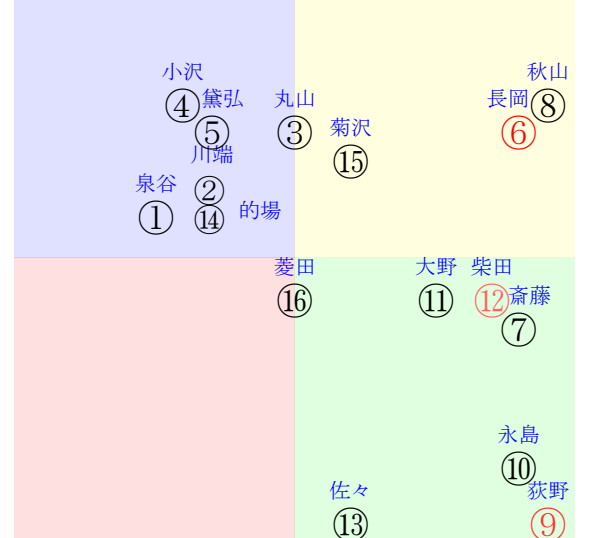 小沢
④
黛弘
⑤
丸山
③
菊沢
⑮
長岡
⑥
秋山
⑧
川端
②
泉谷
①
⑭
的場
菱田
⑯
大野
⑪
柴田
⑫
斎藤
⑦
永島
⑩
佐々
⑬
荻野
⑨